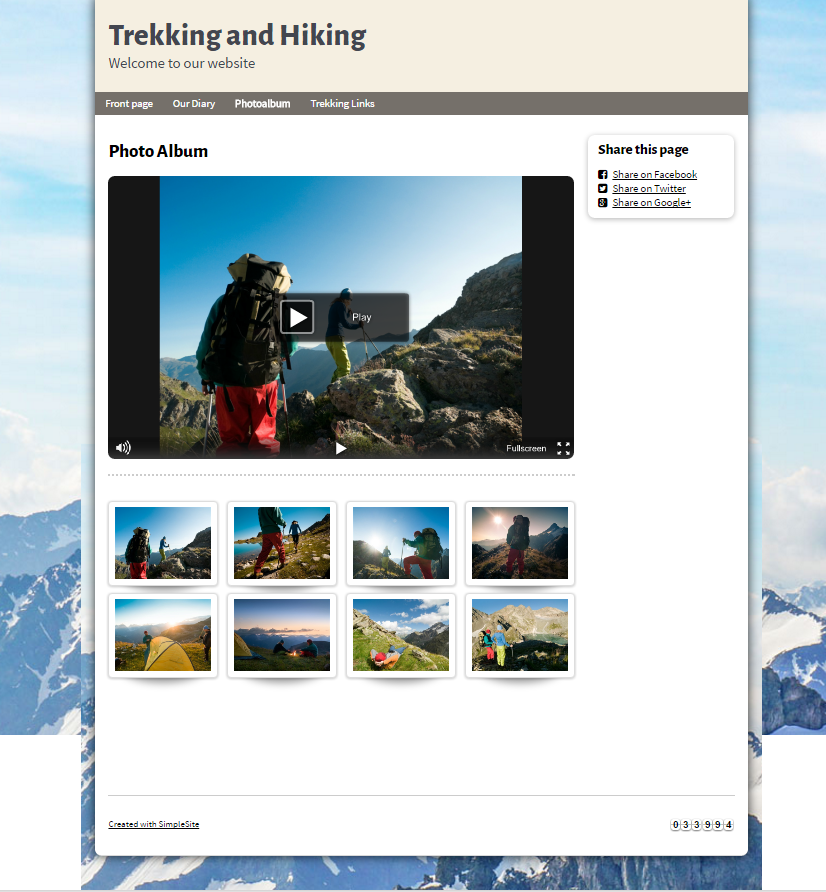 Trekking and Hiking
Welcome to our website
Front page Our Diary Photoalbum Trekking Links
Photo Album
Play
Fullscreen
Share this page
Share on Facebook
Share on Twitter
Share on Google+
Created with SimpleSite
033994